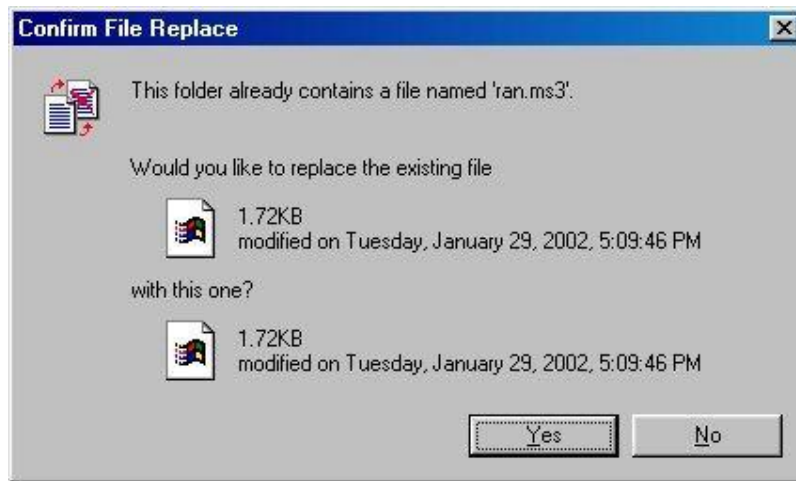 Confirm File Replace
This folder already contains a file named 'ran.ms3'.
Would you like to replace the existing file
1.72KB
modified on Tuesday, January 29, 2002, 5:09:46 PM
with this one?
1.72KB
modified on Tuesday, January 29, 2002, 5:09:46 PM
Yes No